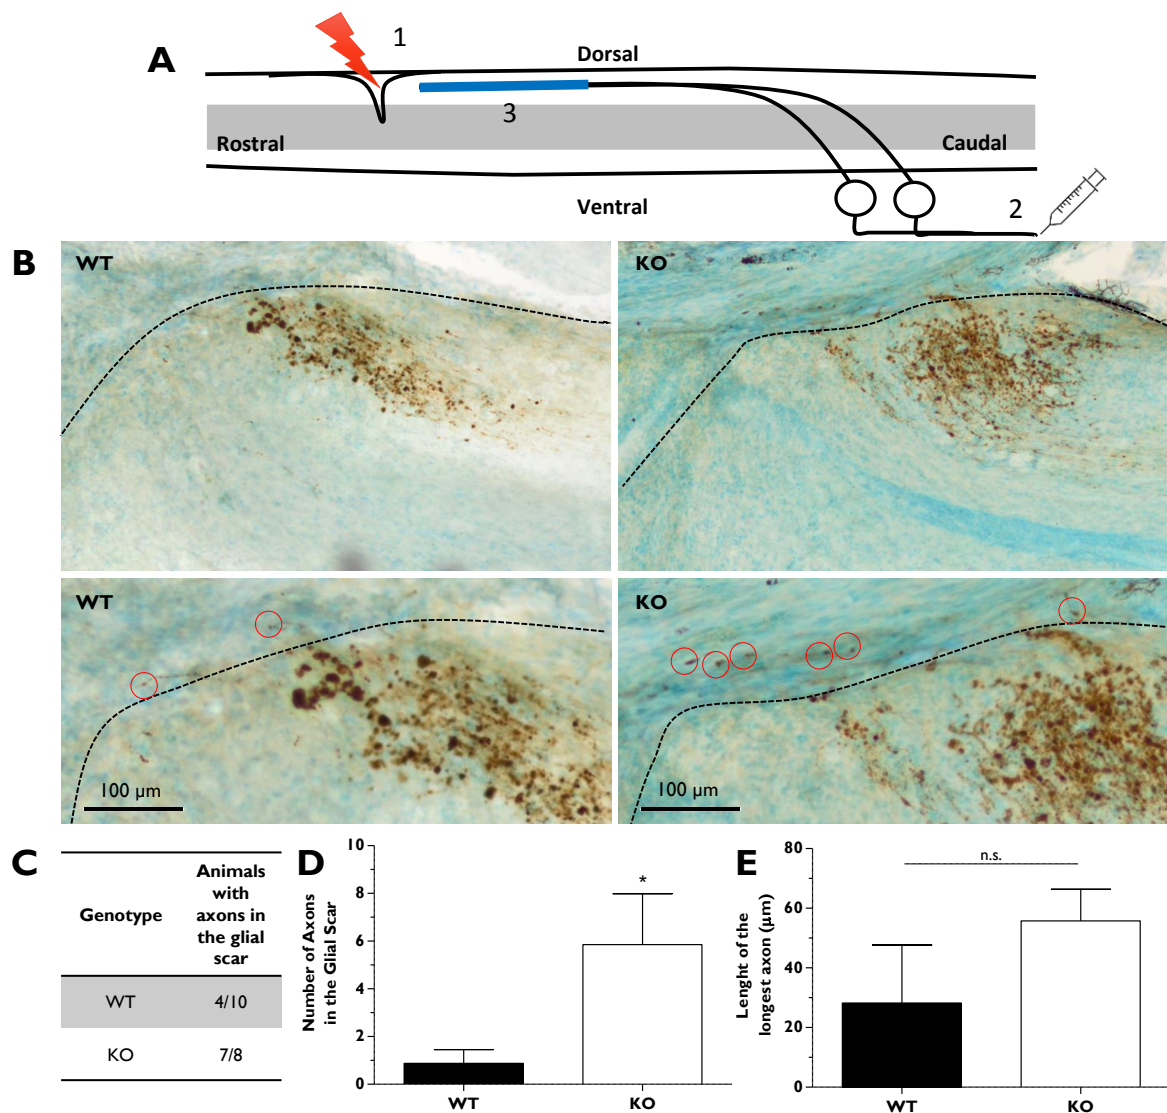 A
1
Dorsal
3
Rostral
Caudal
Ventral
2
B
WT
KO
WT
KO
100 µm
100 µm
C
Genotype
Animals
with
axons in
the glial
scar
WT
4/10
KO
7/8
D
Number of Axons
in the Glial Scar
10
8
6
4
2
0
*
WT
KO
E
Lenght of the
longest axon (µm)
80
60
40
20
0
n.s.
WT
KO